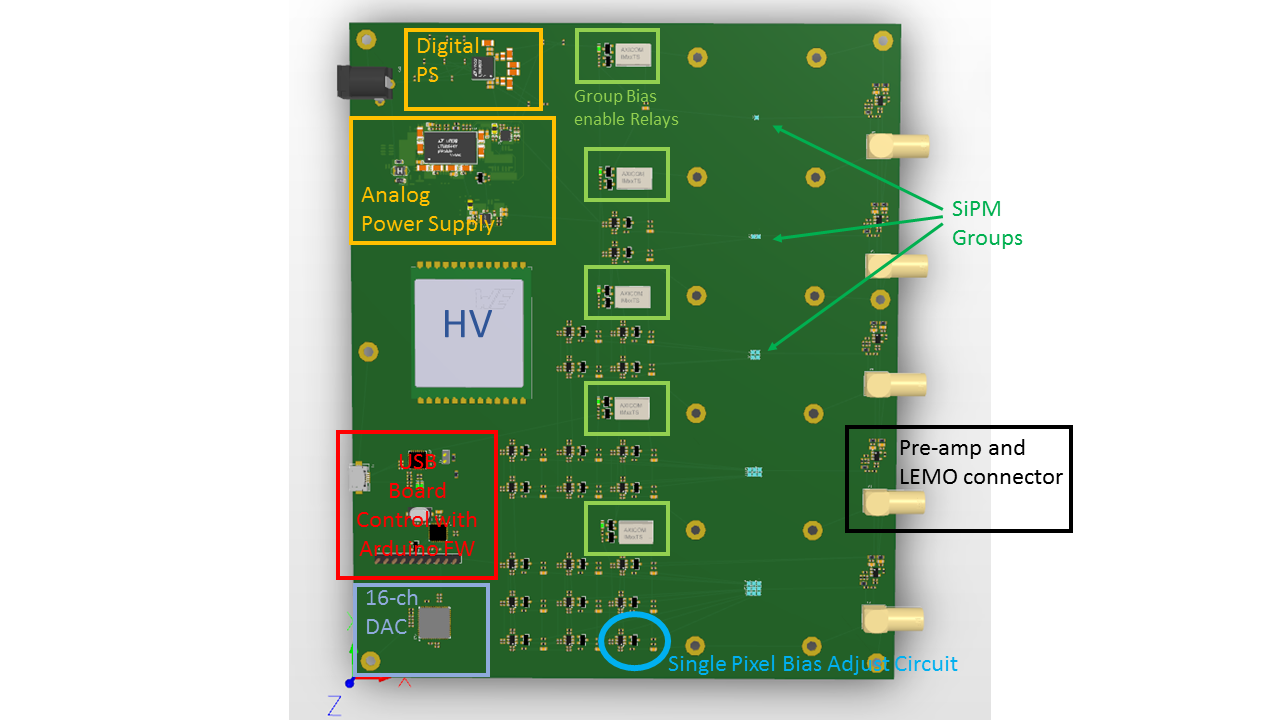 Digital
PS
Group Bias
enable Relays
Analog
Power Supply
SiPM
Groups
HV
Pre-amp and
LEMO connector
USB
Board
Control with
Arduino FW
16-ch
DAC
Single Pixel Bias Adjust Circuit
X
Z